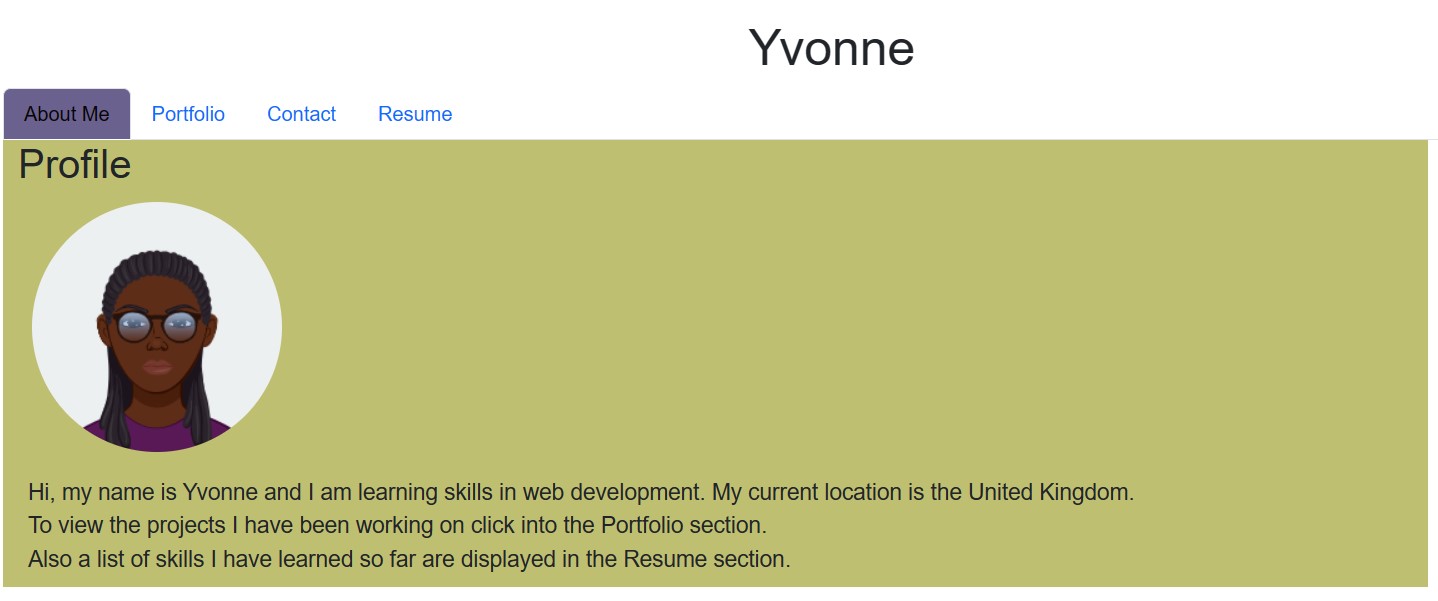 Yvonne
About Me Portfolio Contact Resume
Profile
Hi, my name is Yvonne and I am learning skills in web development. My current location is the United Kingdom.
To view the projects I have been working on click into the Portfolio section.
Also a list of skills I have learned so far are displayed in the Resume section.